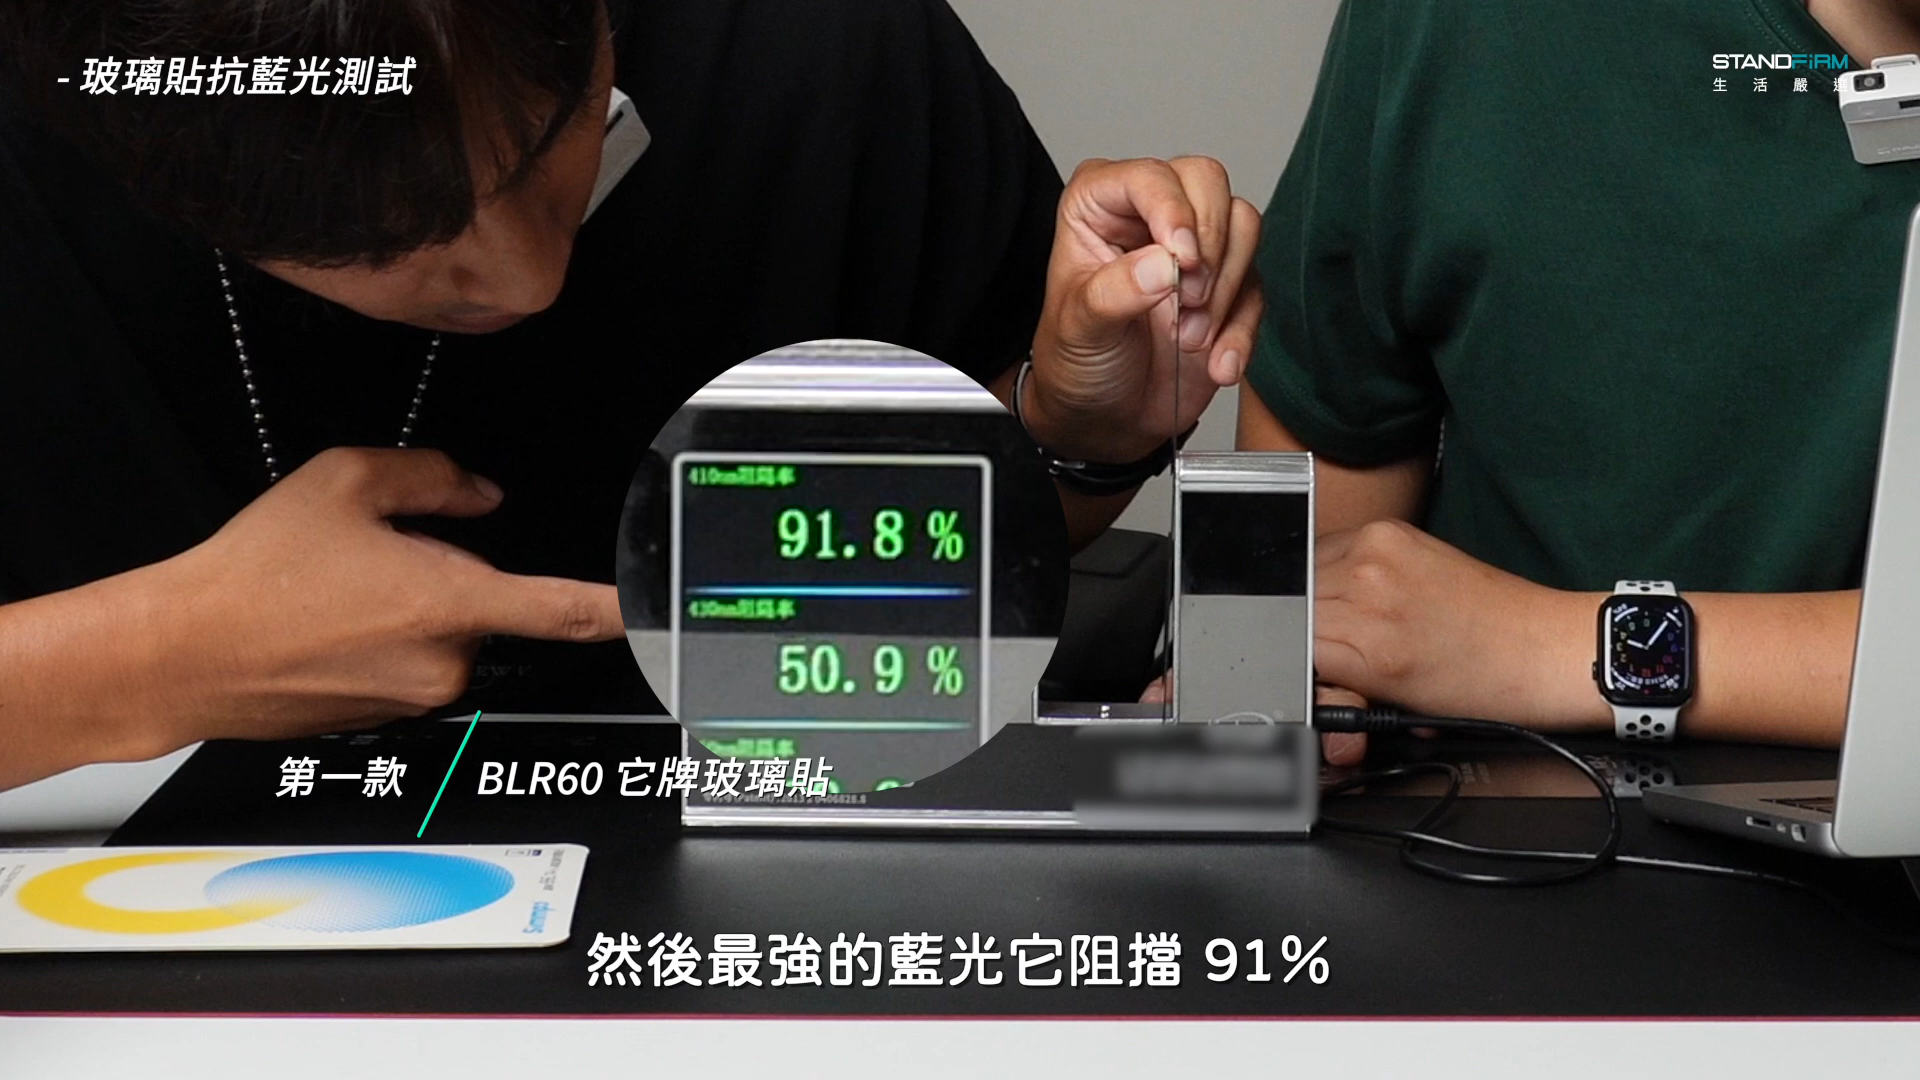 - 玻璃貼抗藍光測試
STANDFiRM
生活嚴選
410nm阻隔率
91.8 %
430nm阻隔率
50.9 %
第一款
BLR60 它牌玻璃貼
然後最強的藍光它阻擋 91%